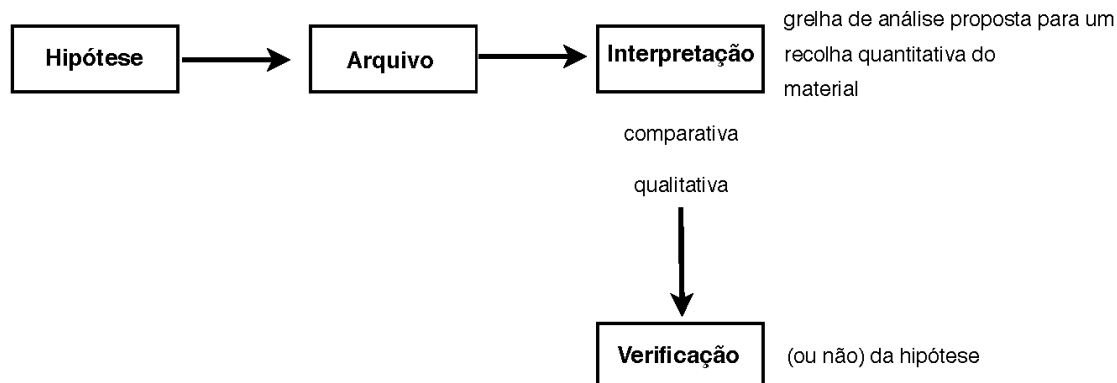 Hipótese
Arquivo
Interpretação
grelha de análise proposta para um
recolha quantitativa do
material
comparativa
qualitativa
Verificação
(ou não) da hipótese